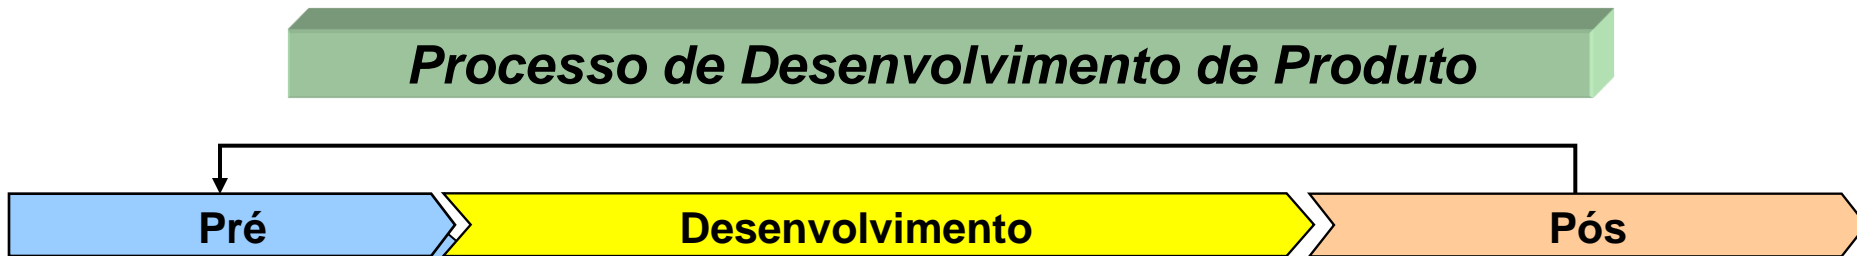 Processo de Desenvolvimento de Produto
Pré
Desenvolvimento
Pós